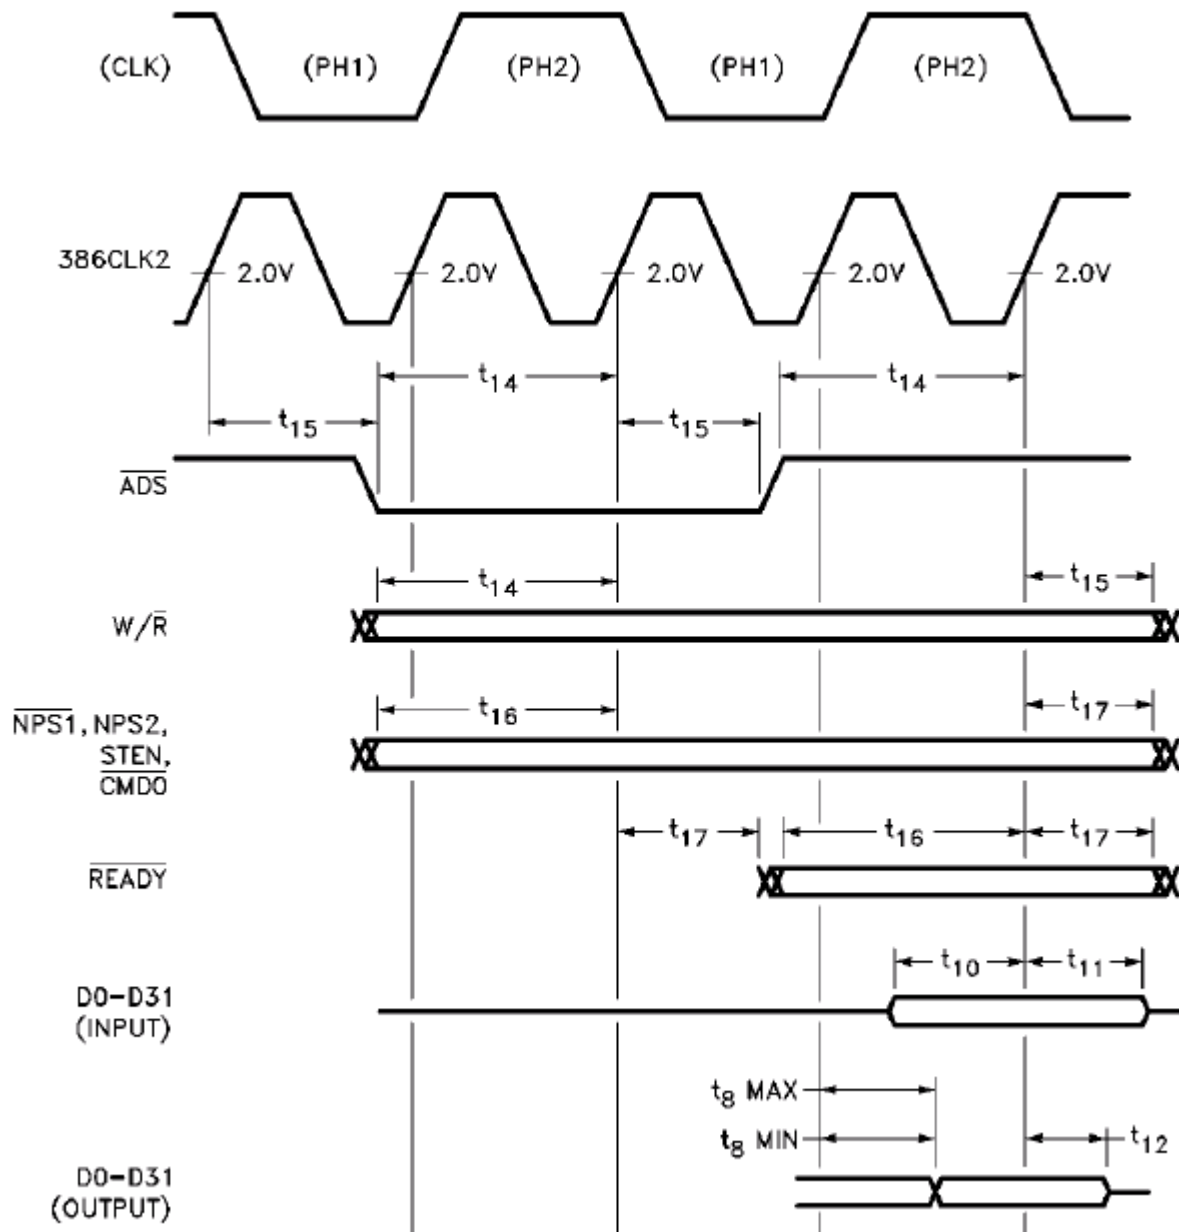 (CLK) (PH1) (PH2) (PH1) (PH2)
386CLK2 2.0V 2.0V 2.0V 2.0V 2.0V
t14 t14
t15 t15
ADS
t14 t15
W/R
t16 t17
NPS1, NPS2,
STEN,
CMD0
t17 t16 t17
READY
t10 t11
D0-D31
(INPUT)
t8 MAX
t8 MIN t12
D0-D31
(OUTPUT)